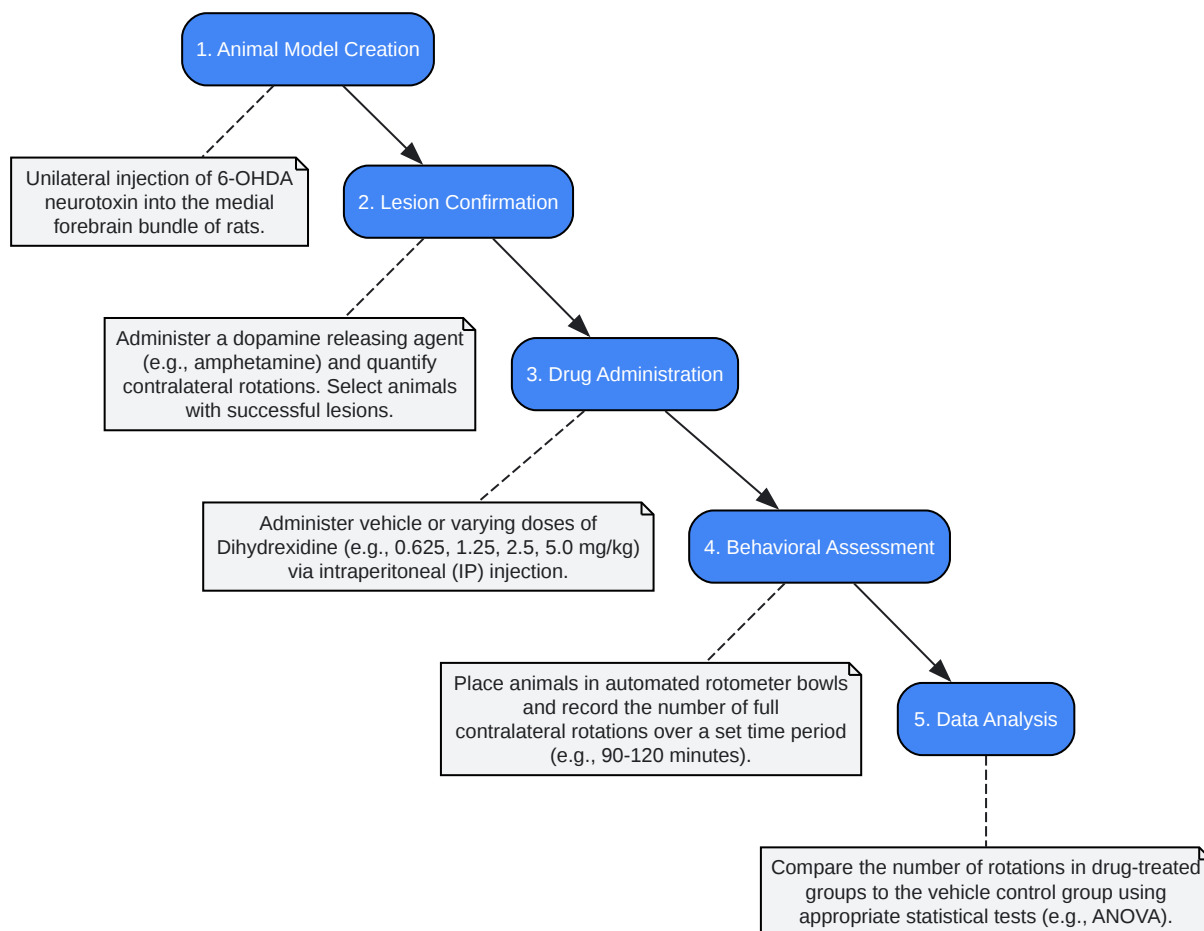 1. Animal Model Creation
Unilateral injection of 6-OHDA
neurotoxin into the medial
forebrain bundle of rats.
2. Lesion Confirmation
Administer a dopamine releasing agent
(e.g., amphetamine) and quantify
contralateral rotations. Select animals
with successful lesions.
3. Drug Administration
Administer vehicle or varying doses of
Dihydrexidine (e.g., 0.625, 1.25, 2.5, 5.0 mg/kg)
via intraperitoneal (IP) injection.
4. Behavioral Assessment
Place animals in automated rotometer bowls
and record the number of full
contralateral rotations over a set time period
(e.g., 90-120 minutes).
5. Data Analysis
Compare the number of rotations in drug-treated
groups to the vehicle control group using
appropriate statistical tests (e.g., ANOVA).